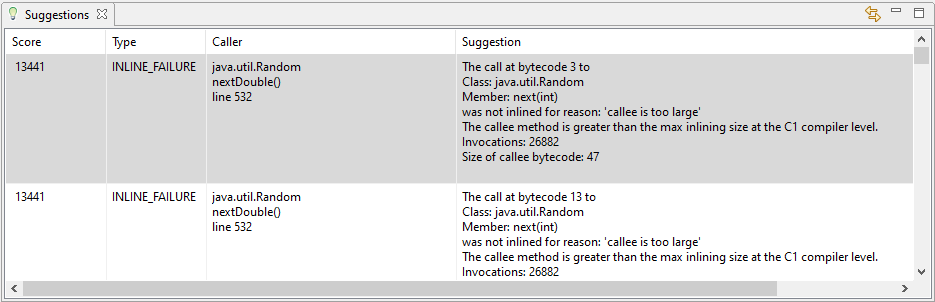 Suggestions
Score Type Caller Suggestion
13441 INLINE_FAILURE java.util.Random The call at bytecode 3 to
nextDouble() Class: java.util.Random
line 532 Member: next(int)
was not inlined for reason: 'callee is too large'
The callee method is greater than the max inlining size at the C1 compiler level.
Invocations: 26882
Size of callee bytecode: 47
13441 INLINE_FAILURE java.util.Random The call at bytecode 13 to
nextDouble() Class: java.util.Random
line 532 Member: next(int)
was not inlined for reason: 'callee is too large'
The callee method is greater than the max inlining size at the C1 compiler level.
Invocations: 26882